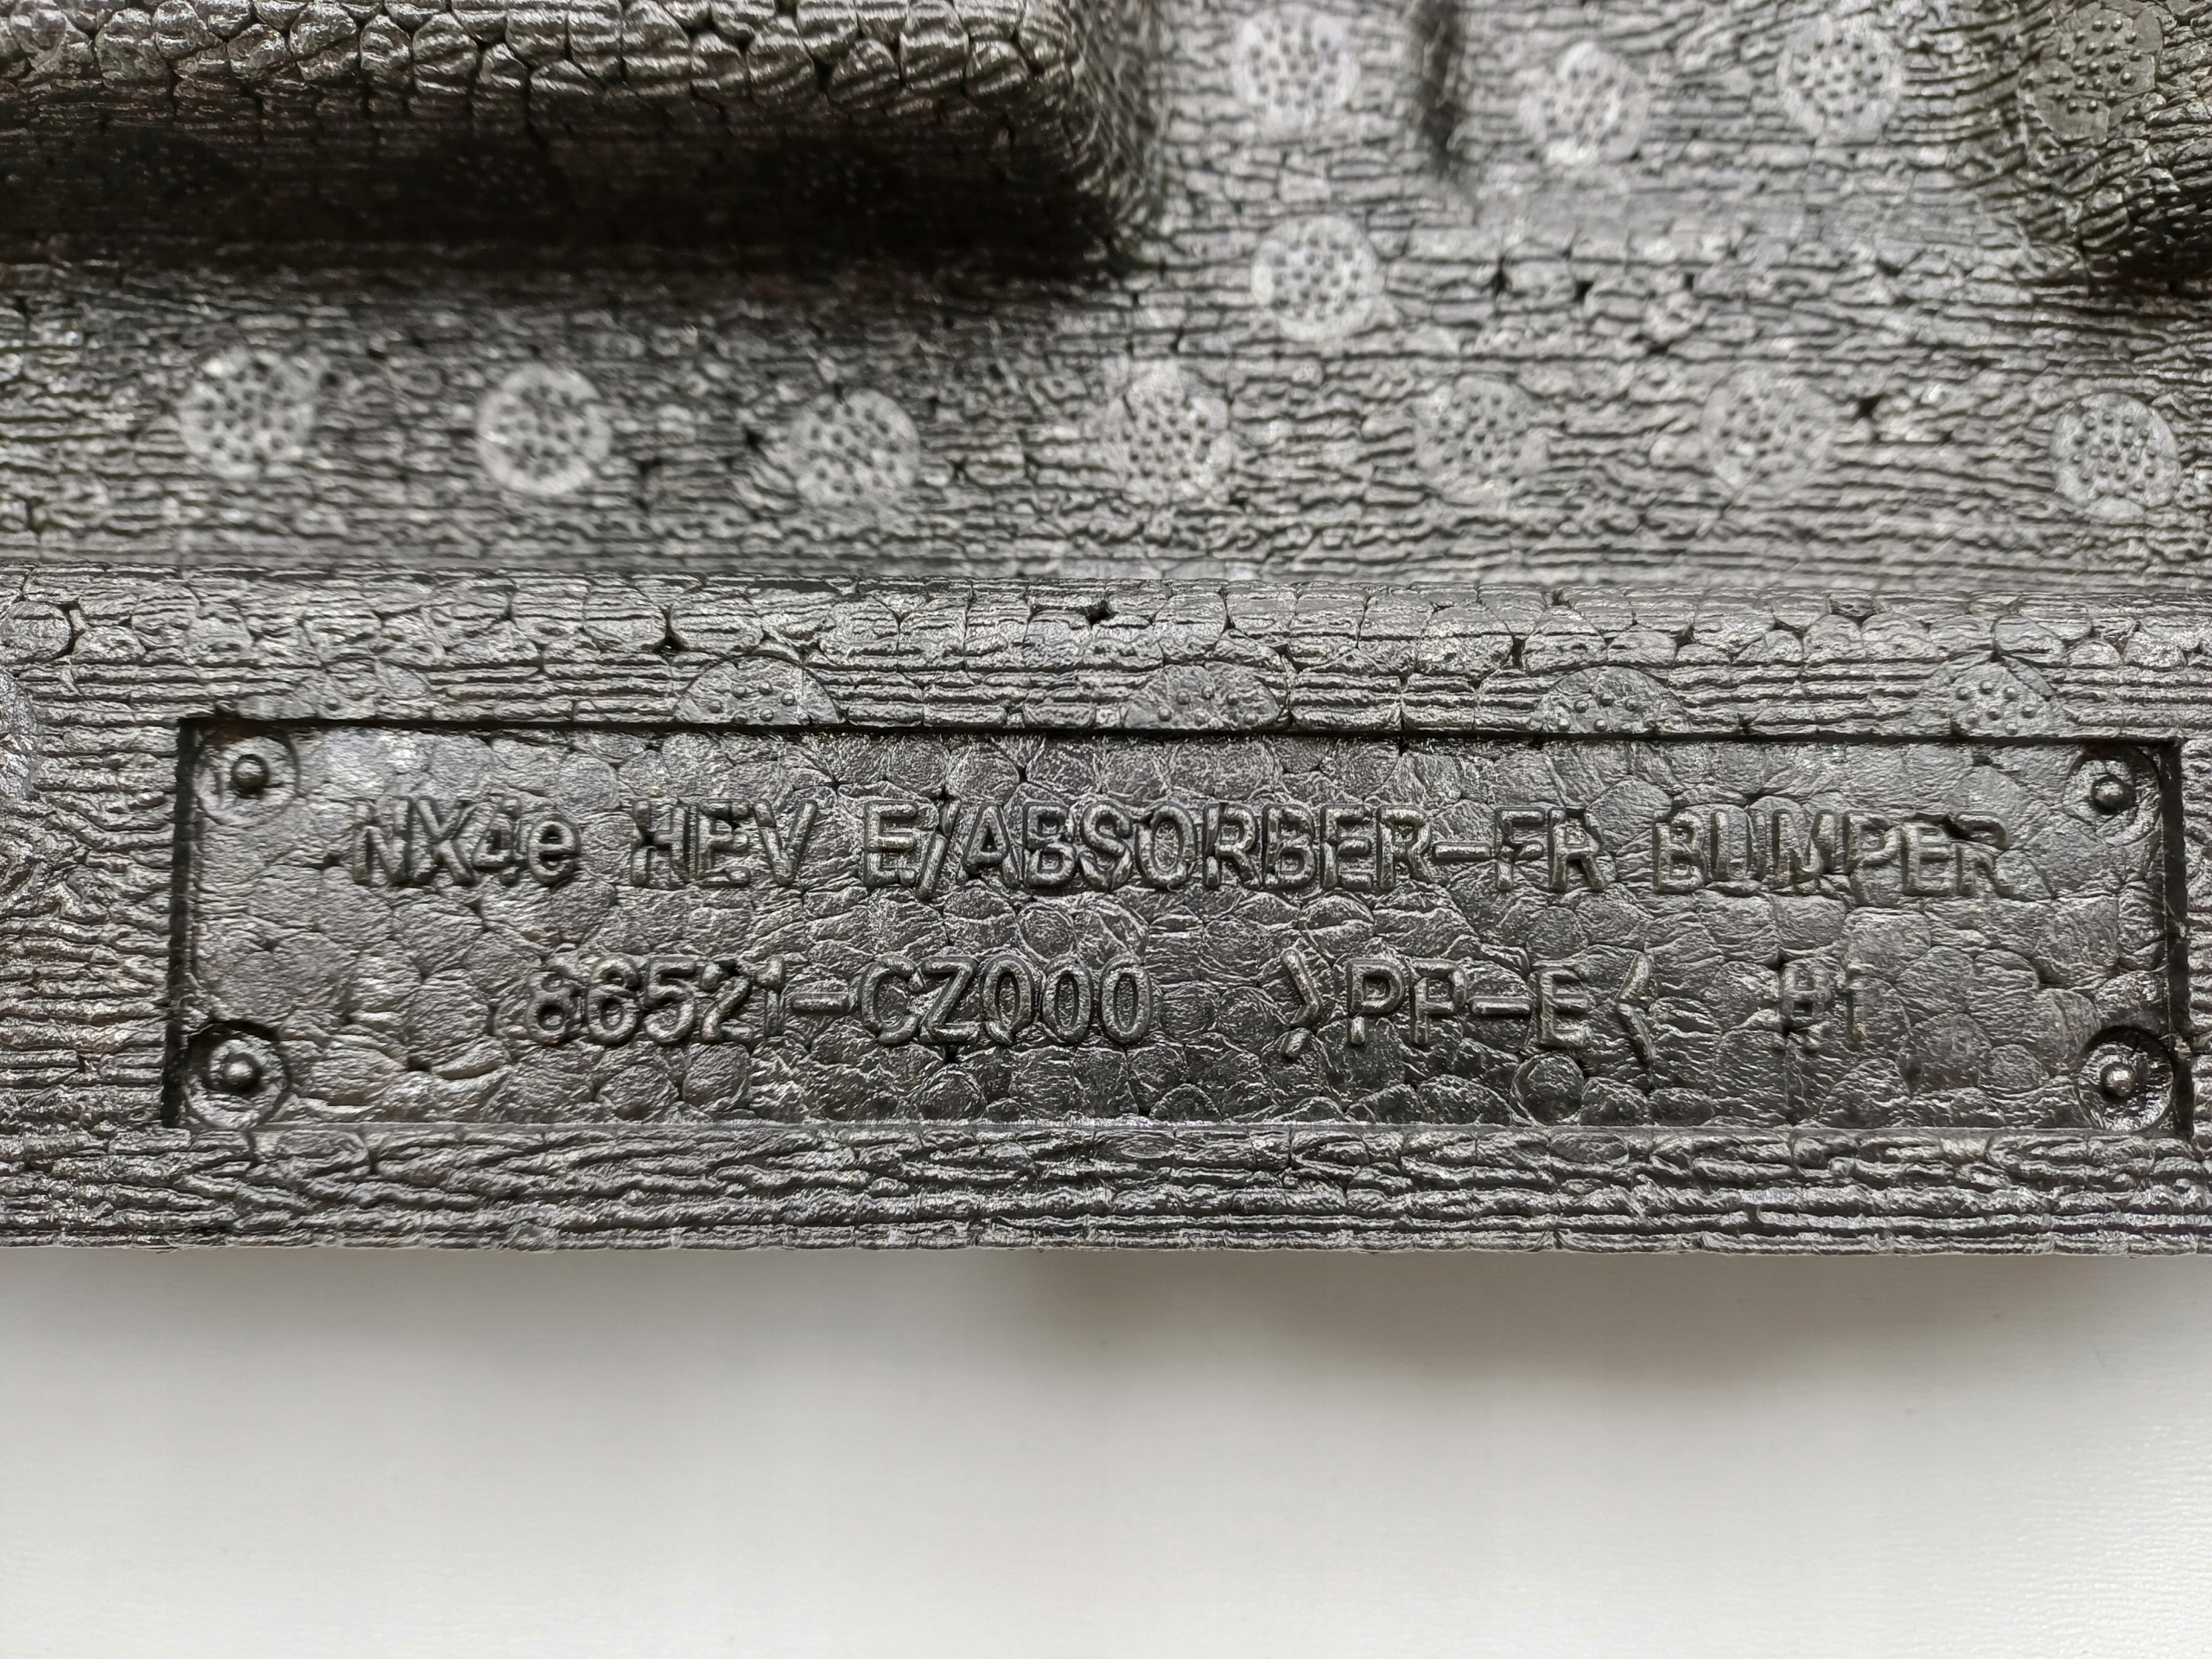 NX4e HEV E/ABSORBER-FR BUMPER
86521-CZ000 >PP-E<